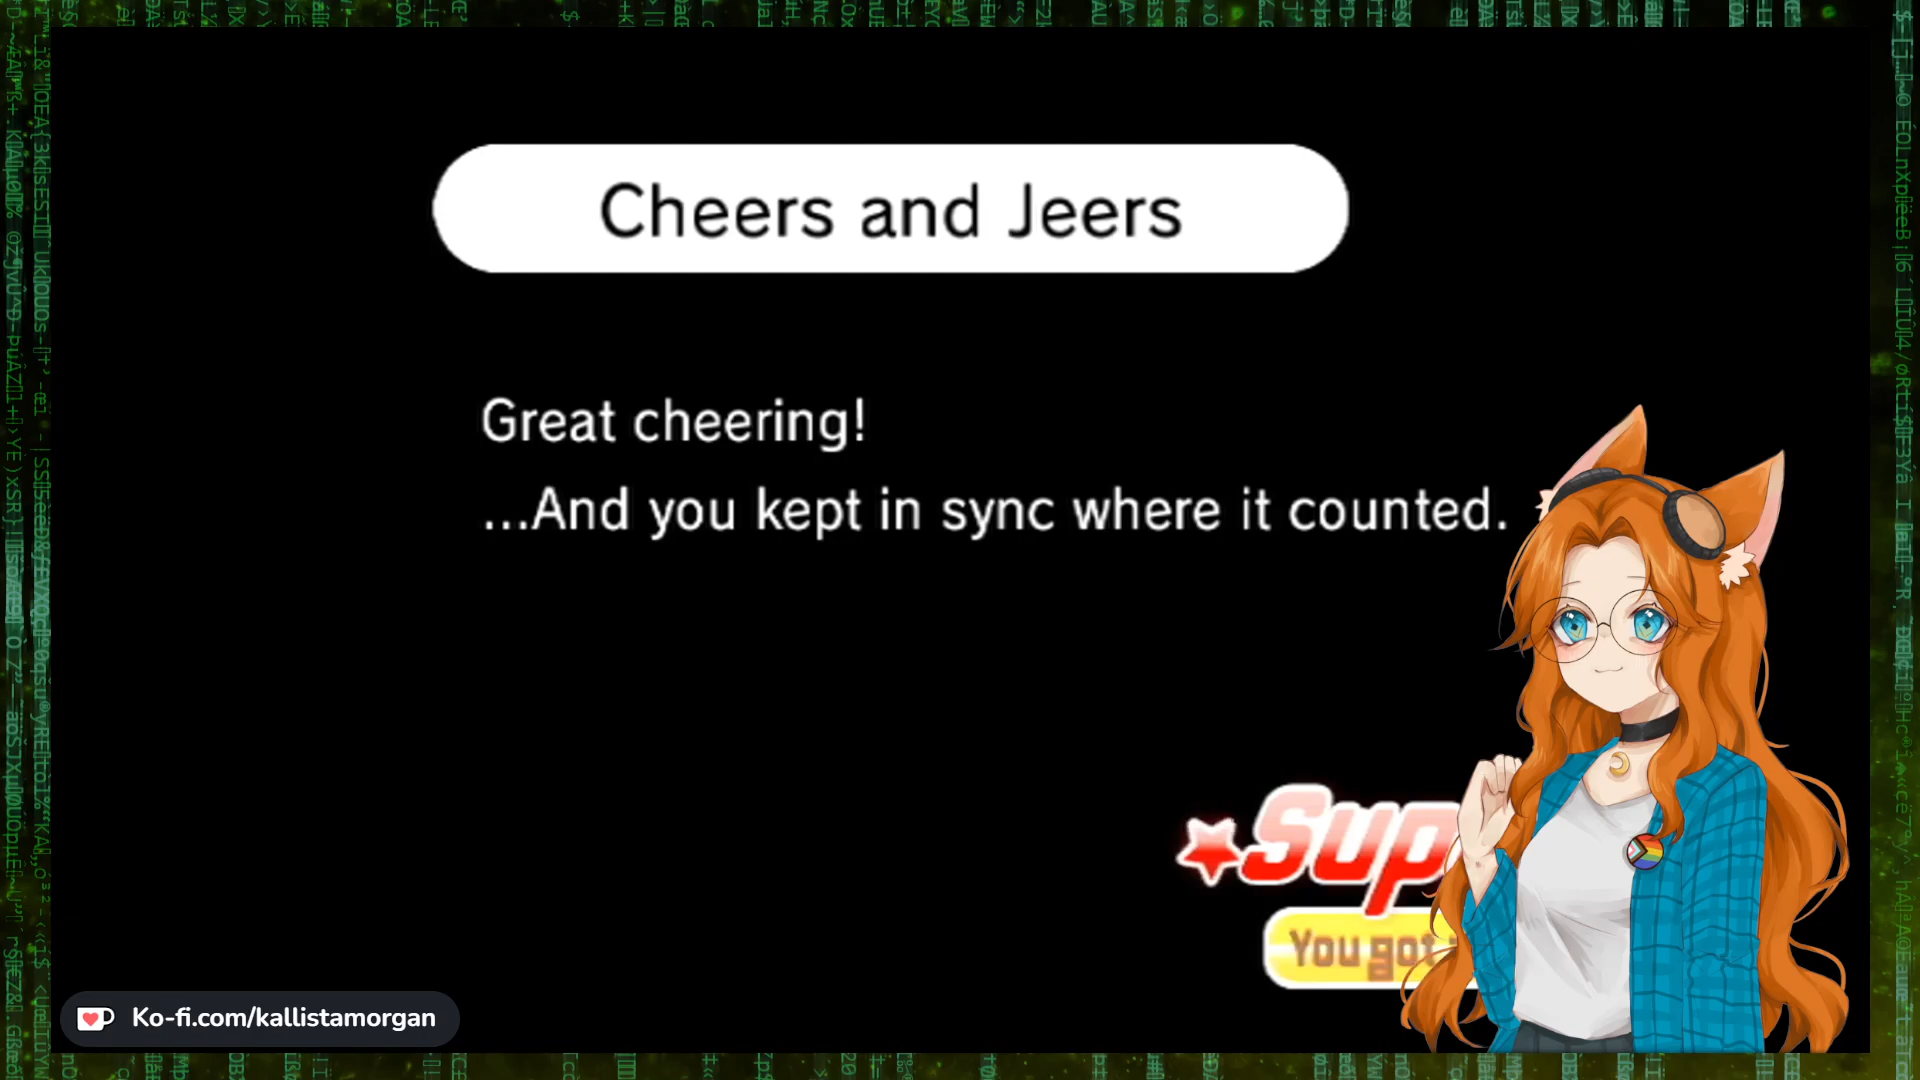 Cheers and Jeers
Great cheering!
...And you kept in sync where it counted.
Sup
You got
Ko-fi.com/kallistamorgan